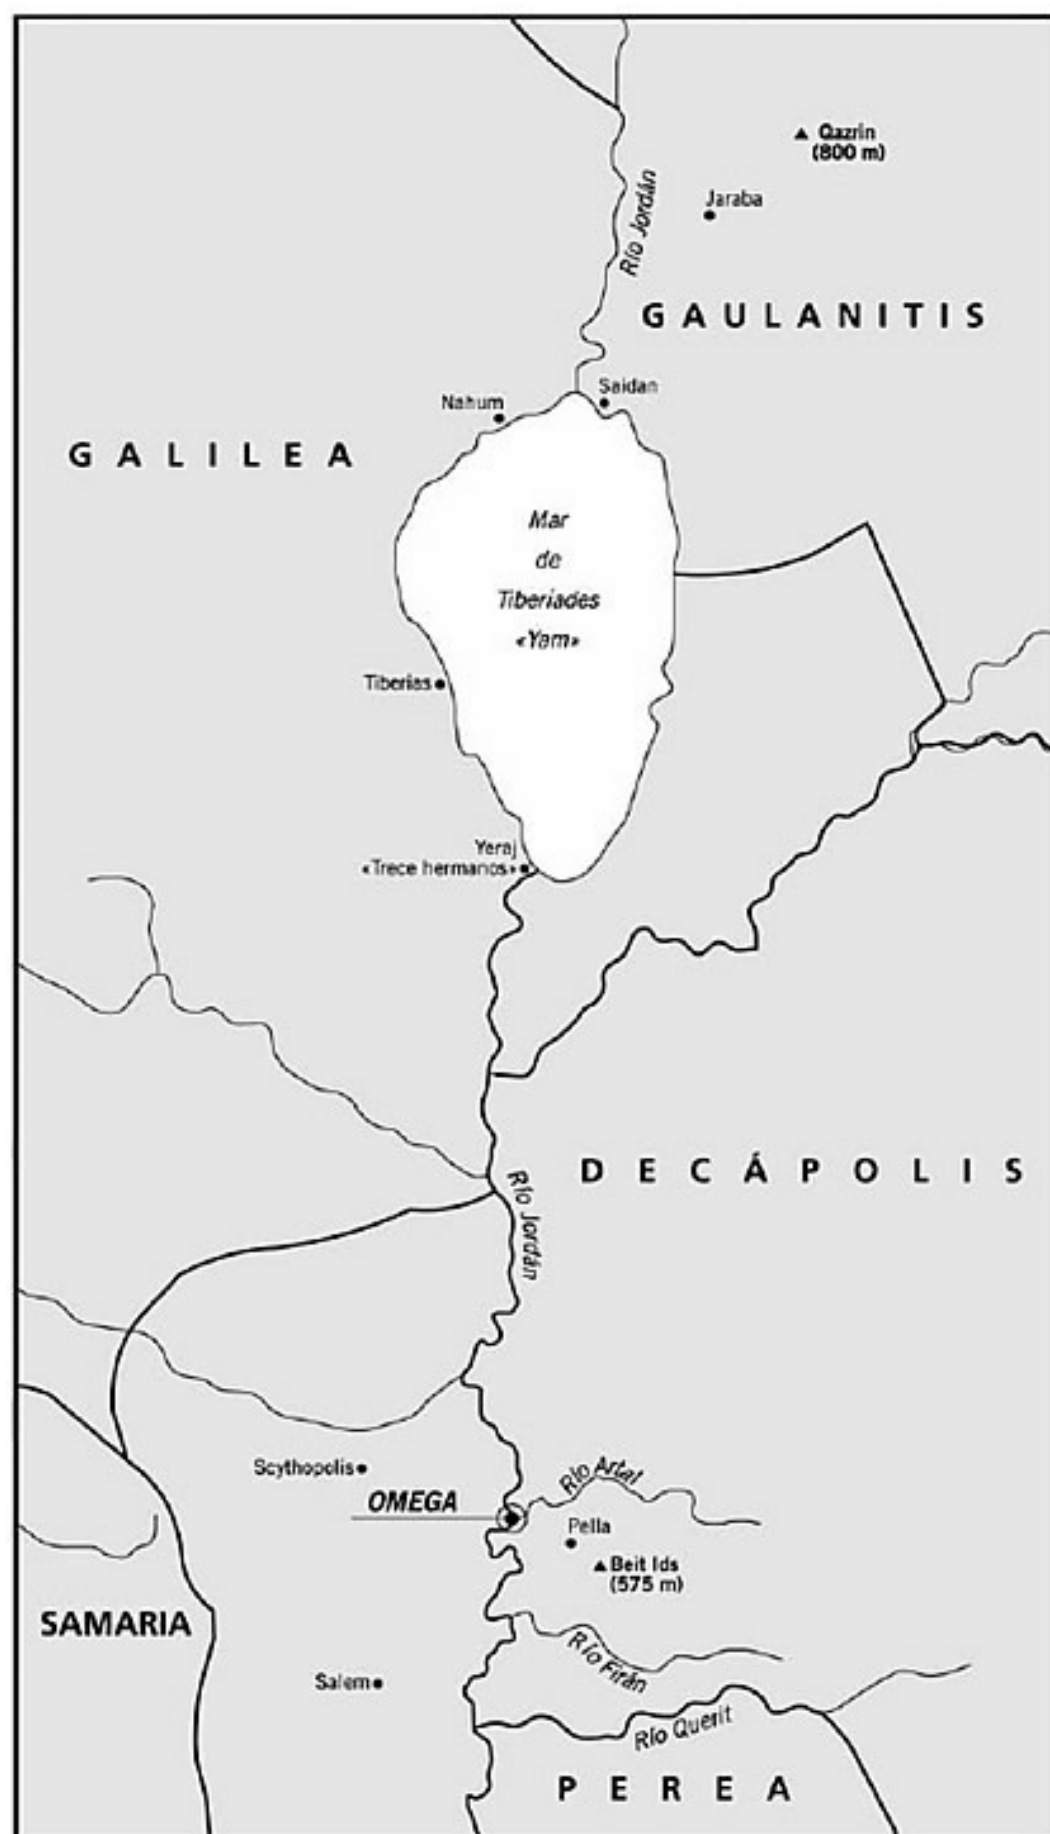 Qazrin
(800 m)
Jaraba
Río Jordán
GAULANITIS
Saidan
Nahum
GALILEA
Mar
de
Tiberiades
«Yam»
Tiberias
Yeraj
«Trece hermanos»
DECÁPOLIS
Río Jordán
Scythopolis
Río Artal
OMEGA
Pella
Beit Ids
(575 m)
SAMARIA
Río Firán
Salem
Río Querit
PEREA